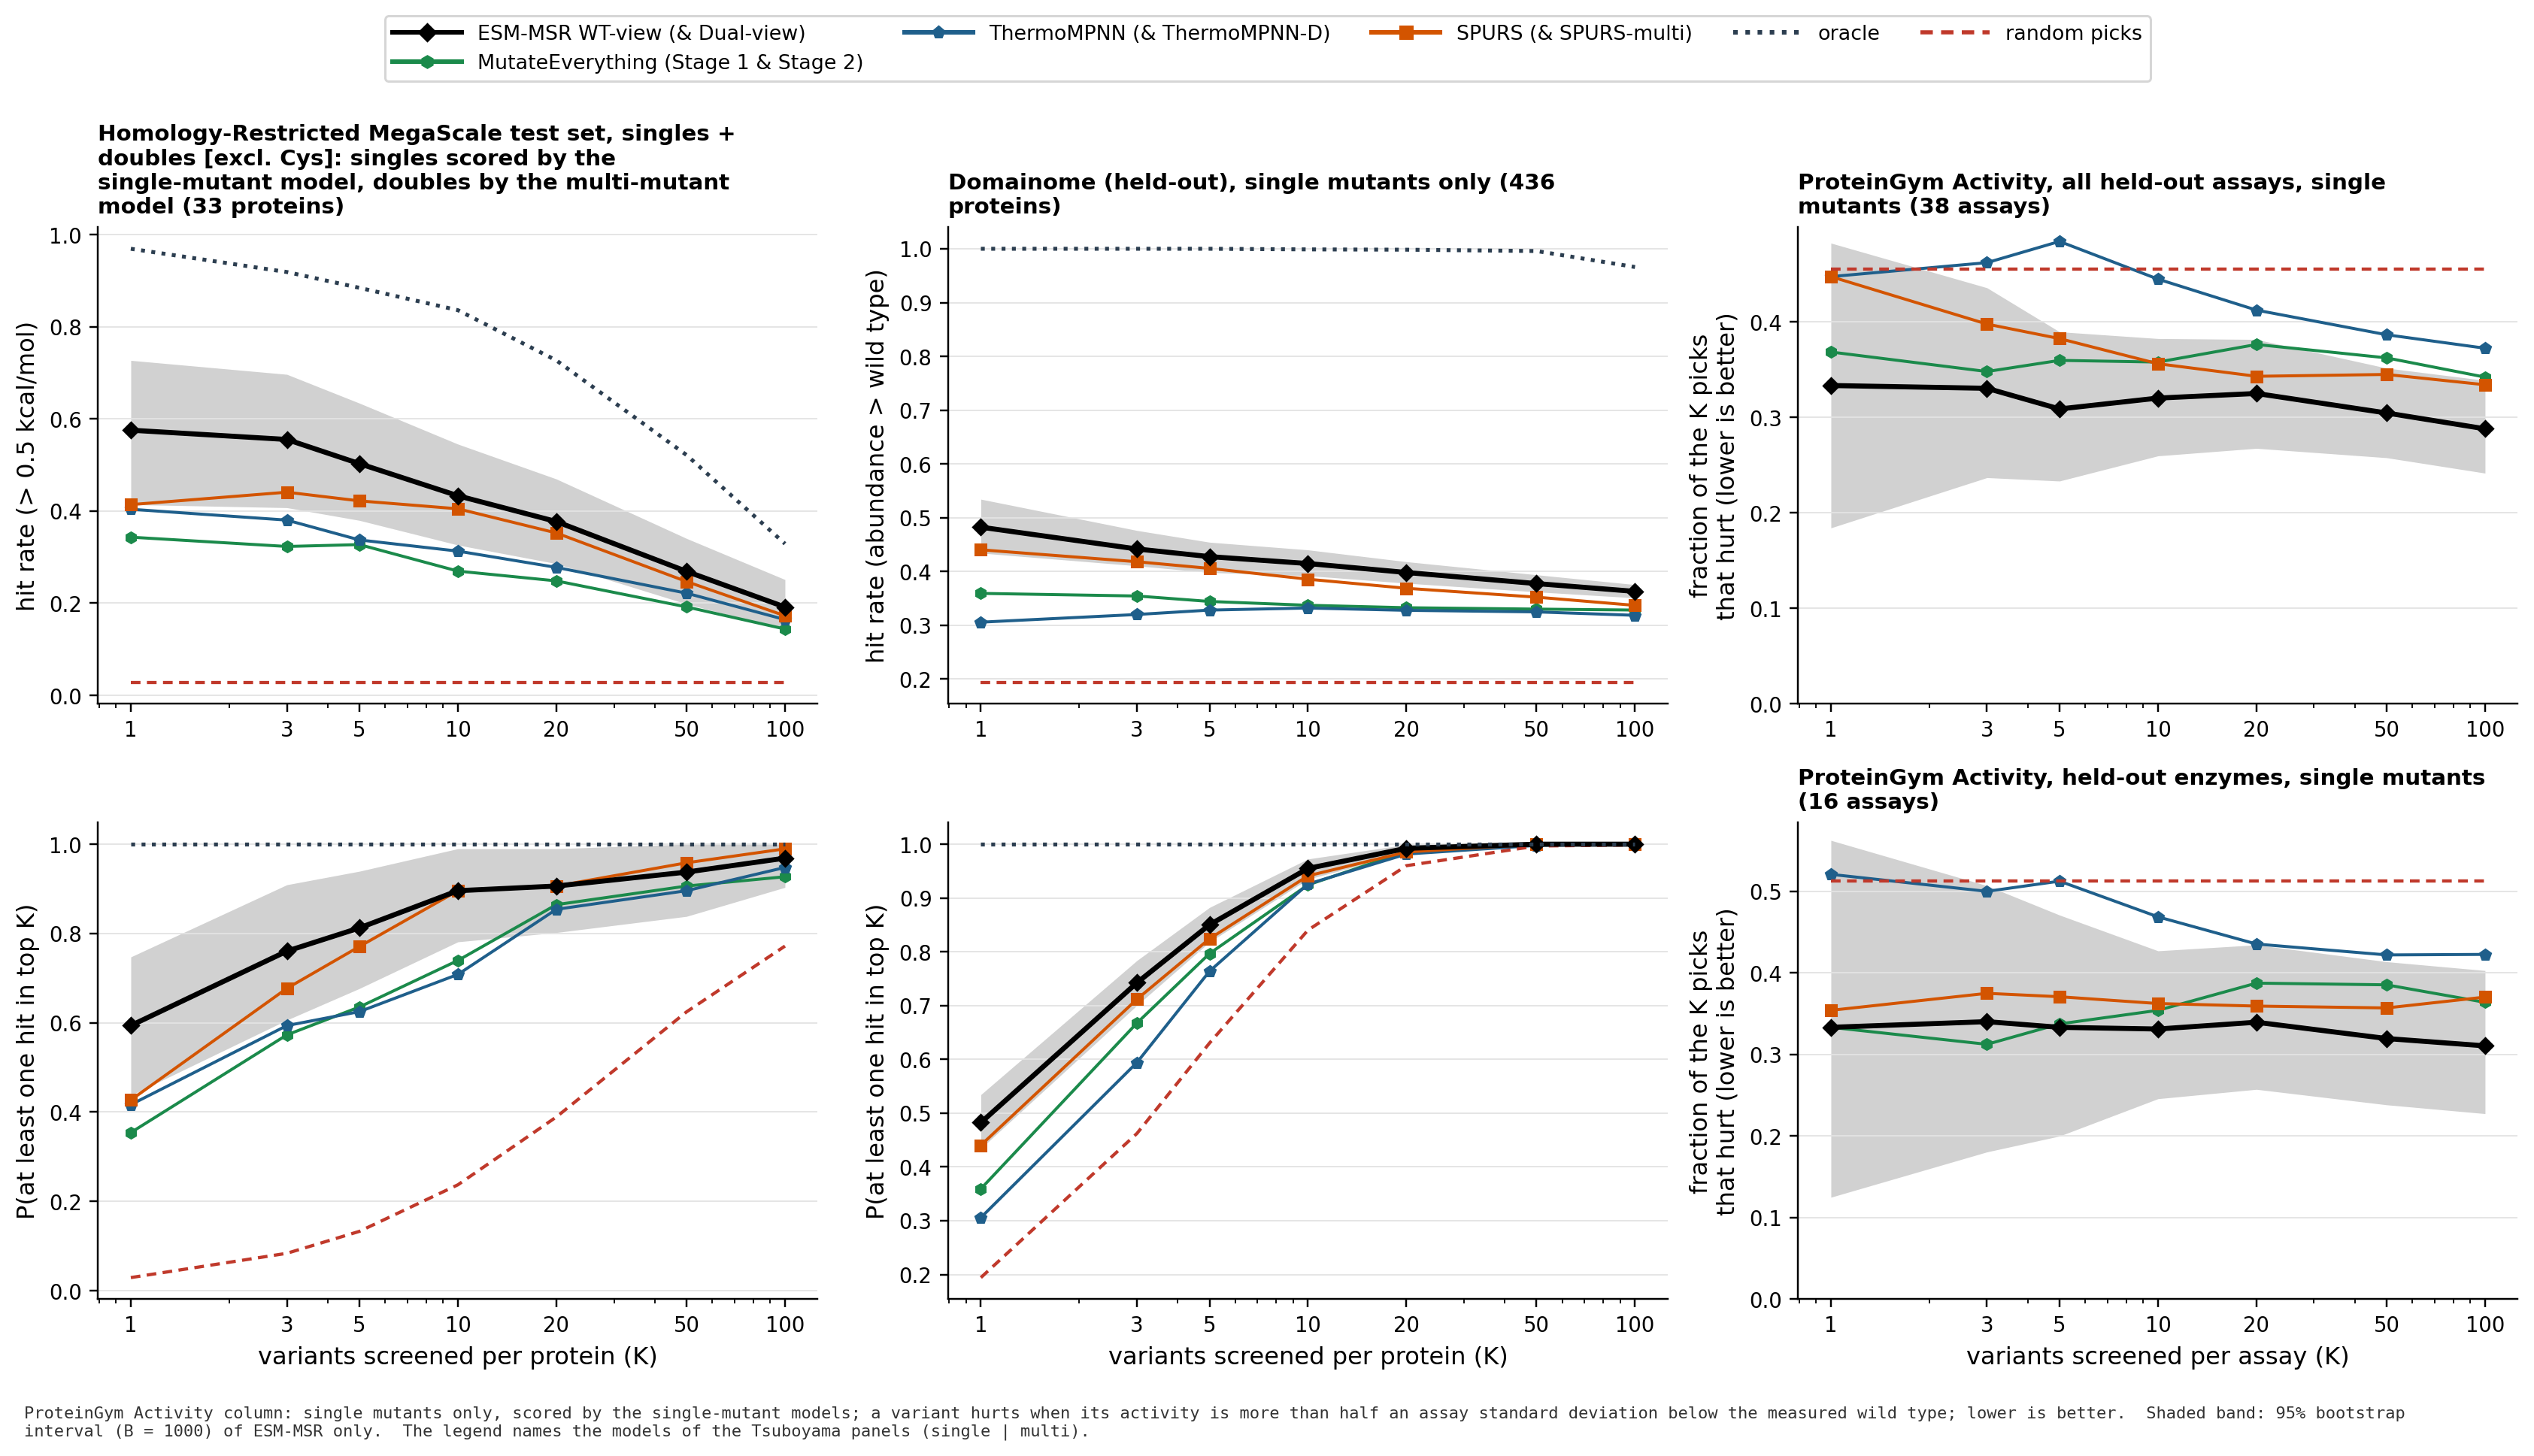 ESM-MSR WT-view (& Dual-view)
MutateEverything (Stage 1 & Stage 2)
ThermoMPNN (& ThermoMPNN-D)
SPURS (& SPURS-multi)
oracle
random picks
Homology-Restricted MegaScale test set, singles +
doubles [excl. Cys]: singles scored by the
single-mutant model, doubles by the multi-mutant
model (33 proteins)
hit rate (> 0.5 kcal/mol)
1.0
0.8
0.6
0.4
0.2
0.0
1 3 5 10 20 50 100
Domainome (held-out), single mutants only (436
proteins)
hit rate (abundance > wild type)
1.0
0.9
0.8
0.7
0.6
0.5
0.4
0.3
0.2
1 3 5 10 20 50 100
ProteinGym Activity, all held-out assays, single
mutants (38 assays)
fraction of the K picks
that hurt (lower is better)
0.4
0.3
0.2
0.1
0.0
1 3 5 10 20 50 100
P(at least one hit in top K)
1.0
0.8
0.6
0.4
0.2
0.0
1 3 5 10 20 50 100
variants screened per protein (K)
P(at least one hit in top K)
1.0
0.9
0.8
0.7
0.6
0.5
0.4
0.3
0.2
1 3 5 10 20 50 100
variants screened per protein (K)
ProteinGym Activity, held-out enzymes, single mutants
(16 assays)
fraction of the K picks
that hurt (lower is better)
0.5
0.4
0.3
0.2
0.1
0.0
1 3 5 10 20 50 100
variants screened per assay (K)
ProteinGym Activity column: single mutants only, scored by the single-mutant models; a variant hurts when its activity is more than half an assay standard deviation below the measured wild type; lower is better.  Shaded band: 95% bootstrap
interval (B = 1000) of ESM-MSR only.  The legend names the models of the Tsuboyama panels (single | multi).